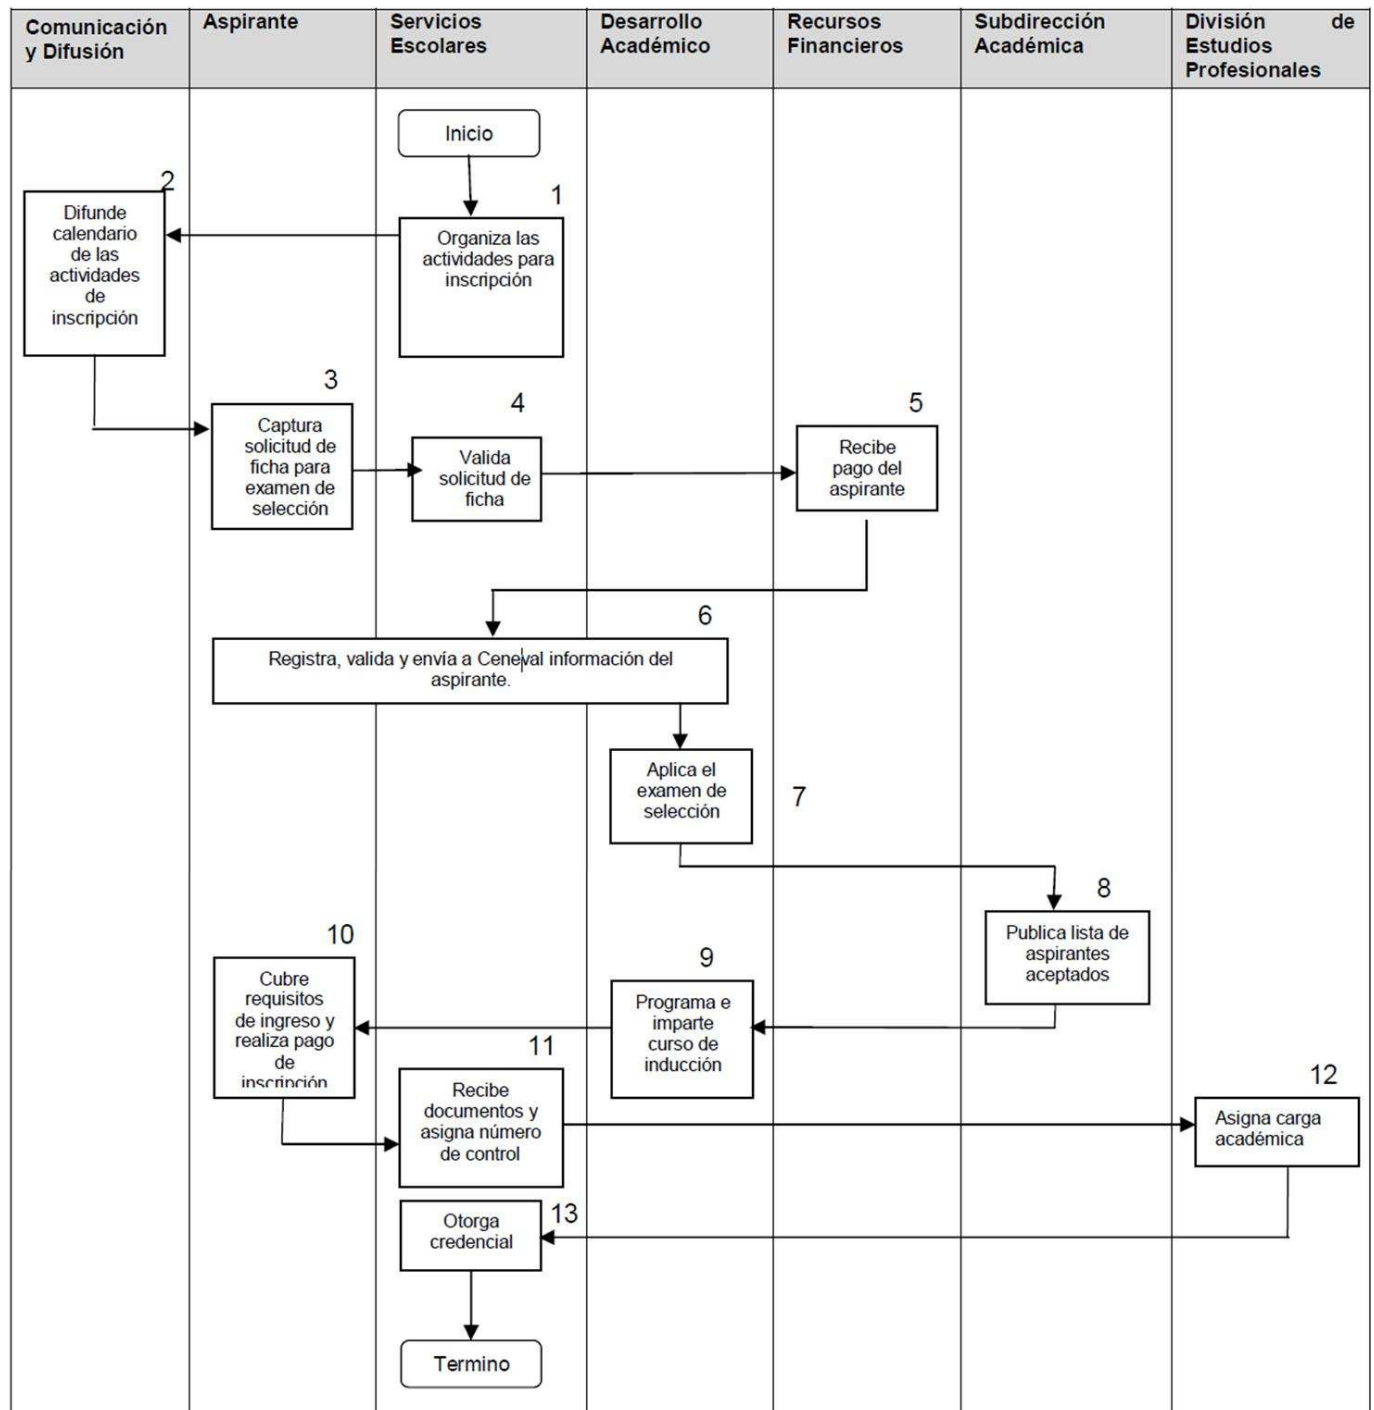 Comunicación
y Difusión
Aspirante
Servicios
Escolares
Desarrollo
Académico
Recursos
Financieros
Subdirección
Académica
División de
Estudios
Profesionales
Inicio
1
Organiza las
actividades para
inscripción
2
Difunde
calendario
de las
actividades
de
inscripción
3
Captura
solicitud de
ficha para
examen de
selección
4
Valida
solicitud de
ficha
5
Recibe
pago del
aspirante
6
Registra, valida y envía a Ceneval información del
aspirante.
Aplica el
examen de
selección
7
8
Publica lista de
aspirantes
aceptados
9
Programa e
imparte
curso de
inducción
10
Cubre
requisitos
de ingreso y
realiza pago
de
inscripción
11
Recibe
documentos y
asigna número
de control
12
Asigna carga
académica
13
Otorga
credencial
Termino